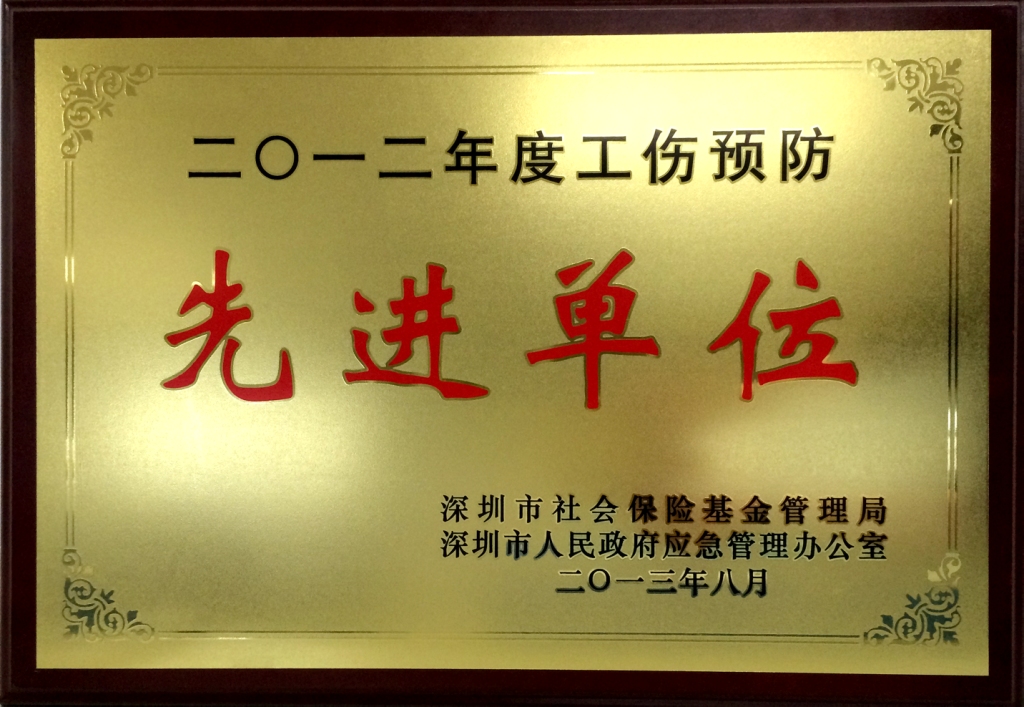 二〇一二年度工伤预防
先进单位
深圳市社会保险基金管理局
深圳市人民政府应急管理办公室
二〇一三年八月